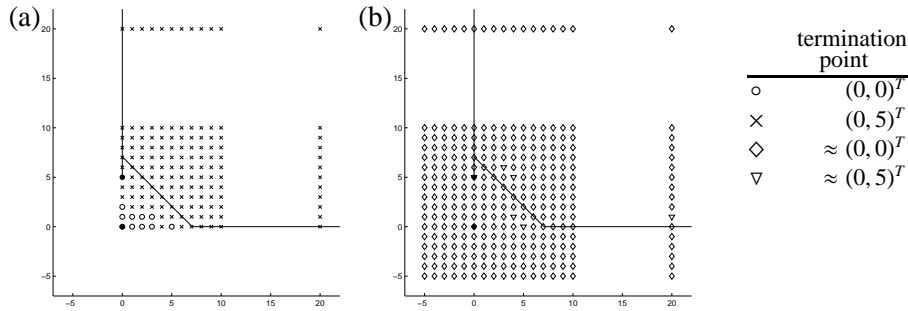 (a)
20
15
10
5
0
−5
−5 0 5 10 15 20
(b)
20
15
10
5
0
−5
−5 0 5 10 15 20
termination
point
○ (0, 0)ᵀ
× (0, 5)ᵀ
◇ ≈ (0, 0)ᵀ
▽ ≈ (0, 5)ᵀ